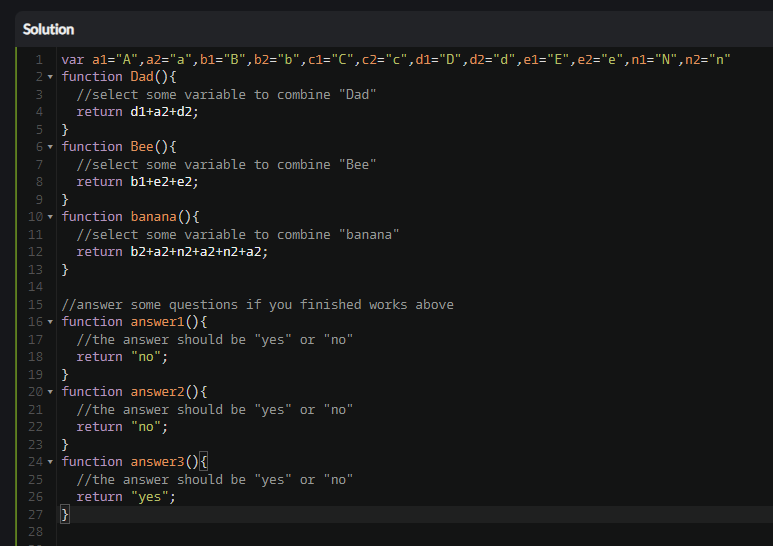 Solution
1 var a1="A",a2="a",b1="B",b2="b",c1="C",c2="c",d1="D",d2="d",e1="E",e2="e",n1="N",n2="n"
2 function Dad(){
3 //select some variable to combine "Dad"
4 return d1+a2+d2;
5 }
6 function Bee(){
7 //select some variable to combine "Bee"
8 return b1+e2+e2;
9 }
10 function banana(){
11 //select some variable to combine "banana"
12 return b2+a2+n2+a2+n2+a2;
13 }
14
15 //answer some questions if you finished works above
16 function answer1(){
17 //the answer should be "yes" or "no"
18 return "no";
19 }
20 function answer2(){
21 //the answer should be "yes" or "no"
22 return "no";
23 }
24 function answer3(){
25 //the answer should be "yes" or "no"
26 return "yes";
27 }
28